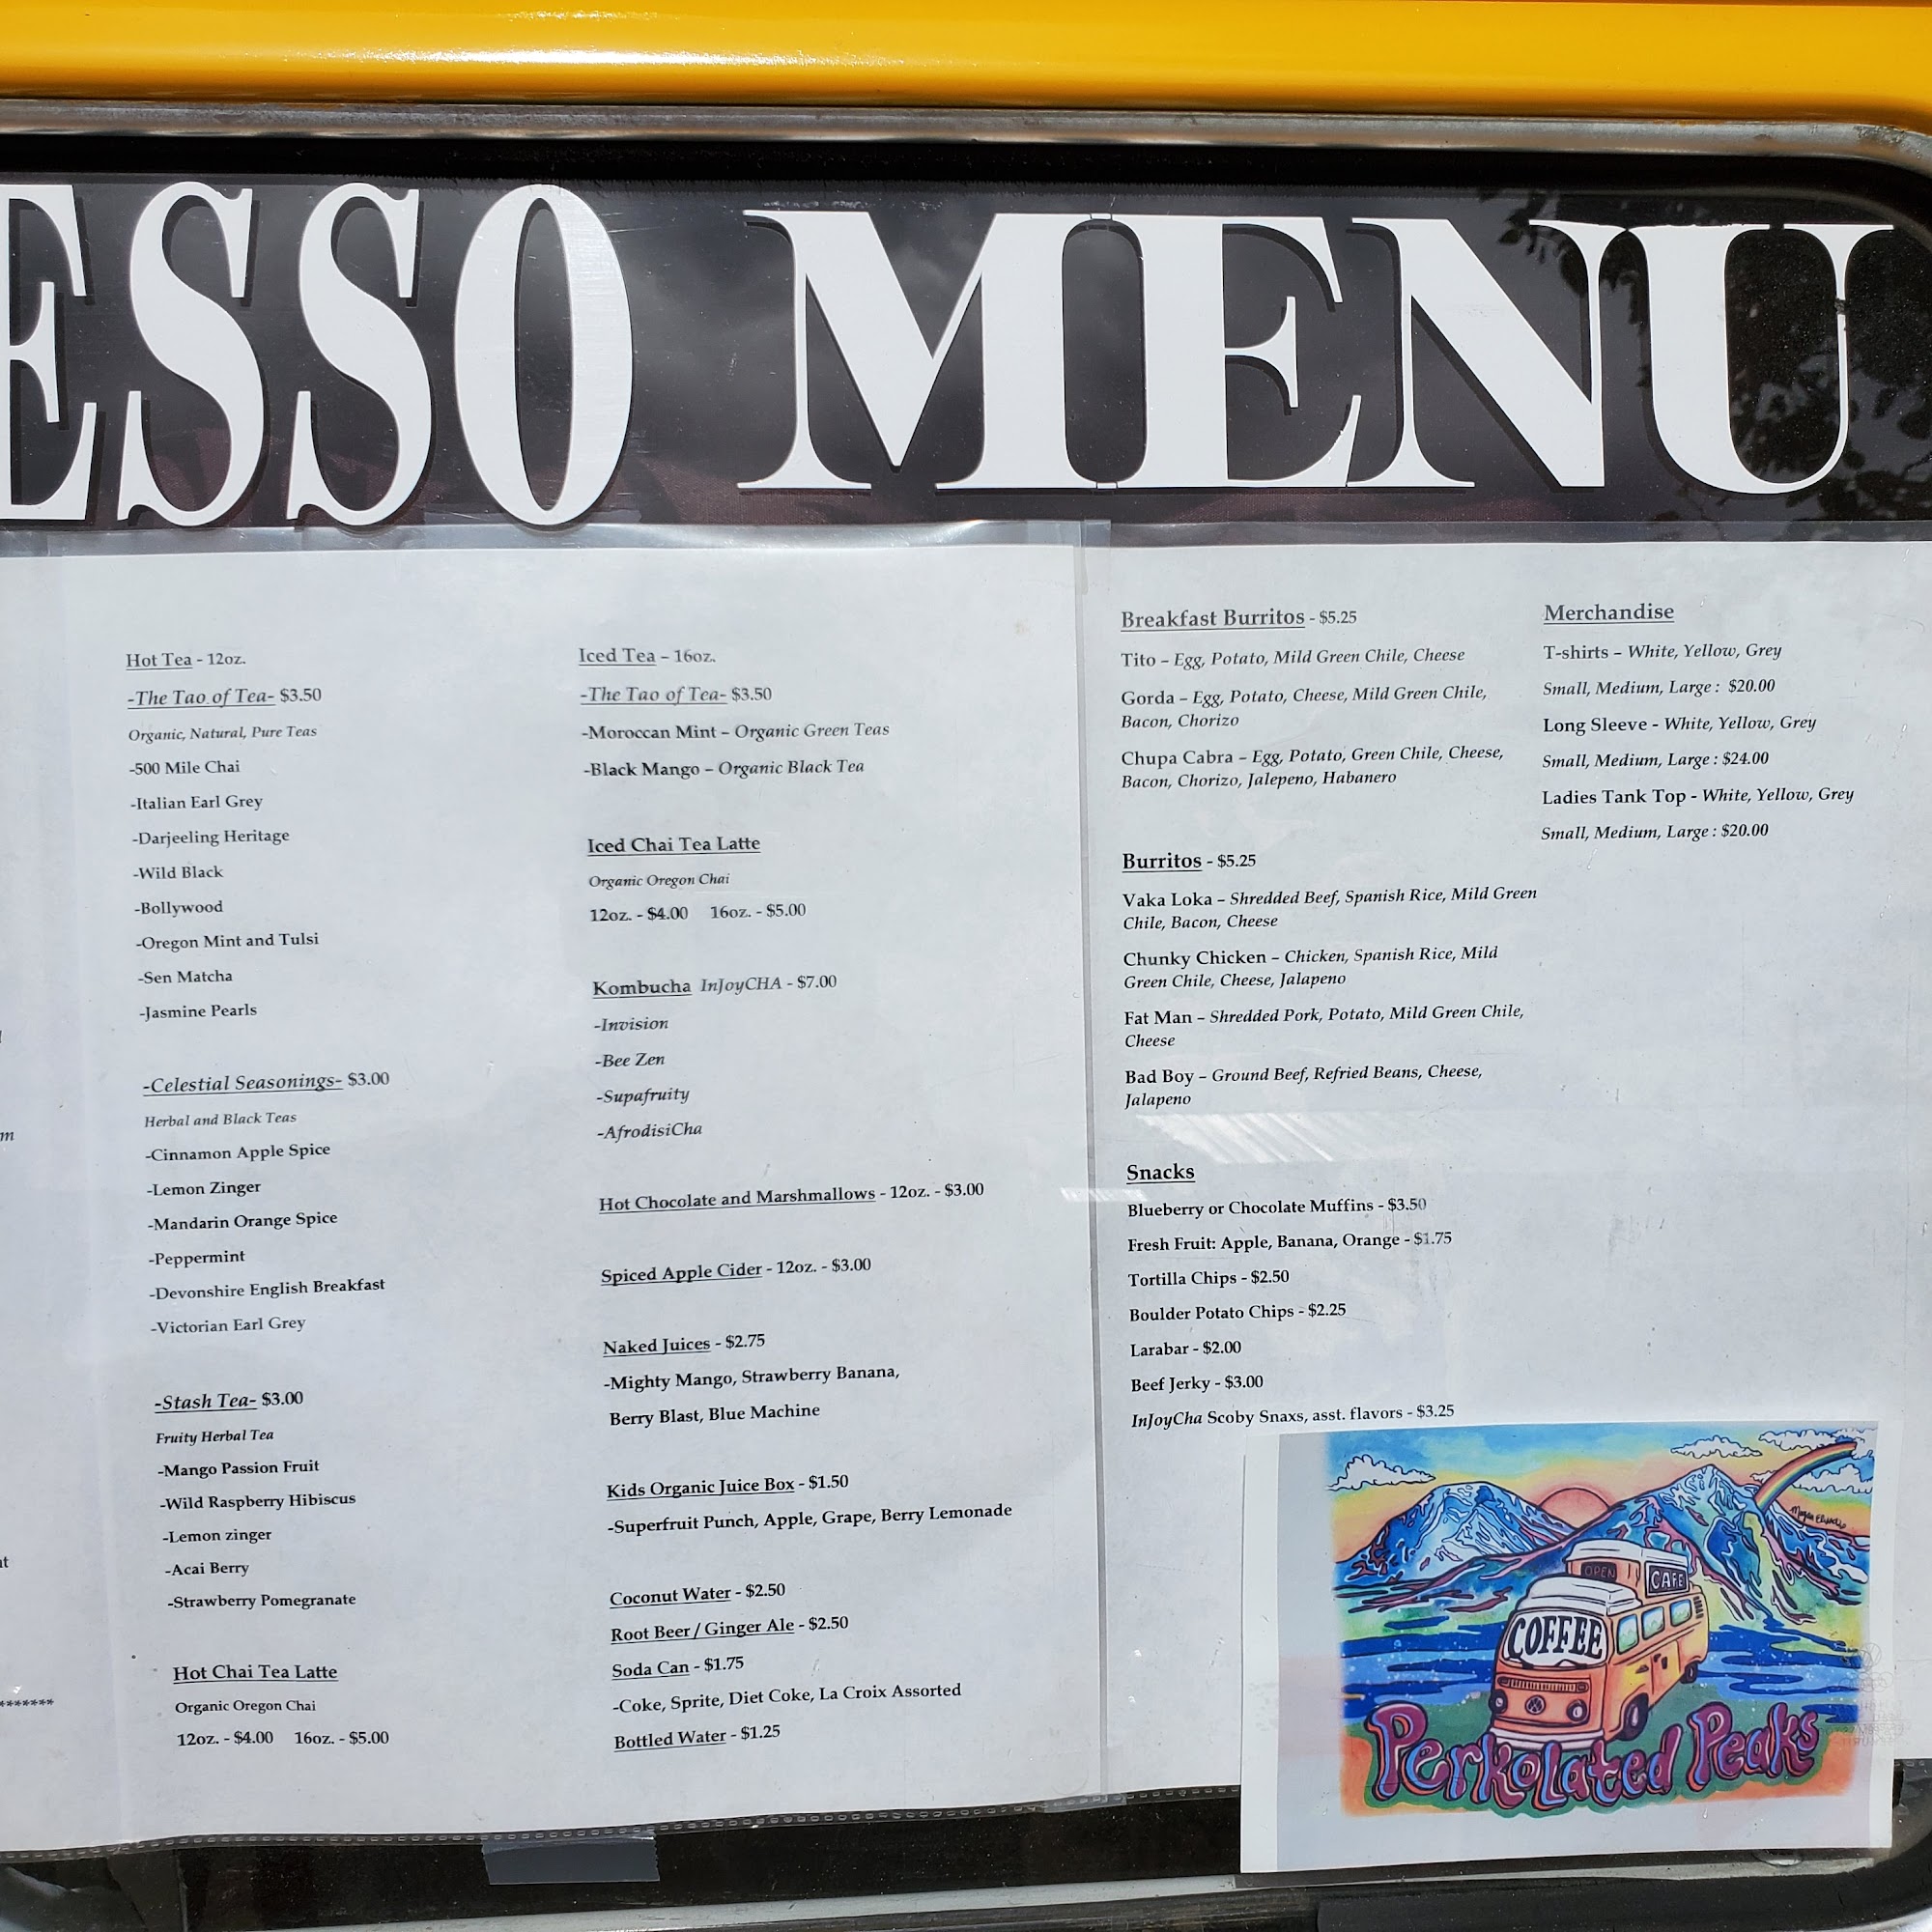 ESSO MENU
Hot Tea - 12oz.
-The Tao of Tea- $3.50
Organic, Natural, Pure Teas
-500 Mile Chai
-Italian Earl Grey
-Darjeeling Heritage
-Wild Black
-Bollywood
-Oregon Mint and Tulsi
-Sen Matcha
-Jasmine Pearls
-Celestial Seasonings- $3.00
Herbal and Black Teas
-Cinnamon Apple Spice
-Lemon Zinger
-Mandarin Orange Spice
-Peppermint
-Devonshire English Breakfast
-Victorian Earl Grey
-Stash Tea- $3.00
Fruity Herbal Tea
-Mango Passion Fruit
-Wild Raspberry Hibiscus
-Lemon zinger
-Acai Berry
-Strawberry Pomegranate
Hot Chai Tea Latte
Organic Oregon Chai
12oz. - $4.00 16oz. - $5.00
Iced Tea – 16oz.
-The Tao of Tea- $3.50
-Moroccan Mint – Organic Green Teas
-Black Mango – Organic Black Tea
Iced Chai Tea Latte
Organic Oregon Chai
12oz. - $4.00 16oz. - $5.00
Kombucha InJoyCHA - $7.00
-Invision
-Bee Zen
-Supafruity
-AfrodisiCha
Hot Chocolate and Marshmallows - 12oz. - $3.00
Spiced Apple Cider - 12oz. - $3.00
Naked Juices - $2.75
-Mighty Mango, Strawberry Banana,
Berry Blast, Blue Machine
Kids Organic Juice Box - $1.50
-Superfruit Punch, Apple, Grape, Berry Lemonade
Coconut Water - $2.50
Root Beer / Ginger Ale - $2.50
Soda Can - $1.75
-Coke, Sprite, Diet Coke, La Croix Assorted
Bottled Water - $1.25
Breakfast Burritos - $5.25
Tito – Egg, Potato, Mild Green Chile, Cheese
Gorda – Egg, Potato, Cheese, Mild Green Chile,
Bacon, Chorizo
Chupa Cabra – Egg, Potato, Green Chile, Cheese,
Bacon, Chorizo, Jalepeno, Habanero
Burritos - $5.25
Vaka Loka – Shredded Beef, Spanish Rice, Mild Green
Chile, Bacon, Cheese
Chunky Chicken – Chicken, Spanish Rice, Mild
Green Chile, Cheese, Jalapeno
Fat Man – Shredded Pork, Potato, Mild Green Chile,
Cheese
Bad Boy – Ground Beef, Refried Beans, Cheese,
Jalapeno
Snacks
Blueberry or Chocolate Muffins - $3.50
Fresh Fruit: Apple, Banana, Orange - $1.75
Tortilla Chips - $2.50
Boulder Potato Chips - $2.25
Larabar - $2.00
Beef Jerky - $3.00
InJoyCha Scoby Snaxs, asst. flavors - $3.25
Merchandise
T-shirts – White, Yellow, Grey
Small, Medium, Large : $20.00
Long Sleeve - White, Yellow, Grey
Small, Medium, Large : $24.00
Ladies Tank Top - White, Yellow, Grey
Small, Medium, Large : $20.00
OPEN CAFE
COFFEE
Perkolated Peaks